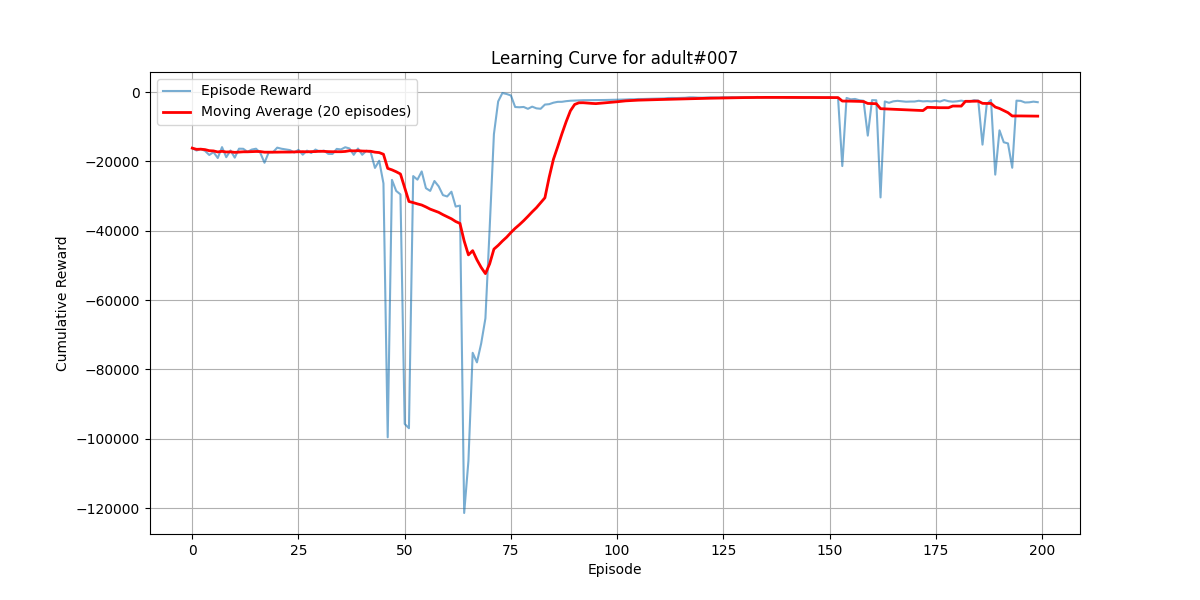 Learning Curve for adult#007
Episode Reward
Moving Average (20 episodes)
Cumulative Reward
0
−20000
−40000
−60000
−80000
−100000
−120000
0 25 50 75 100 125 150 175 200
Episode